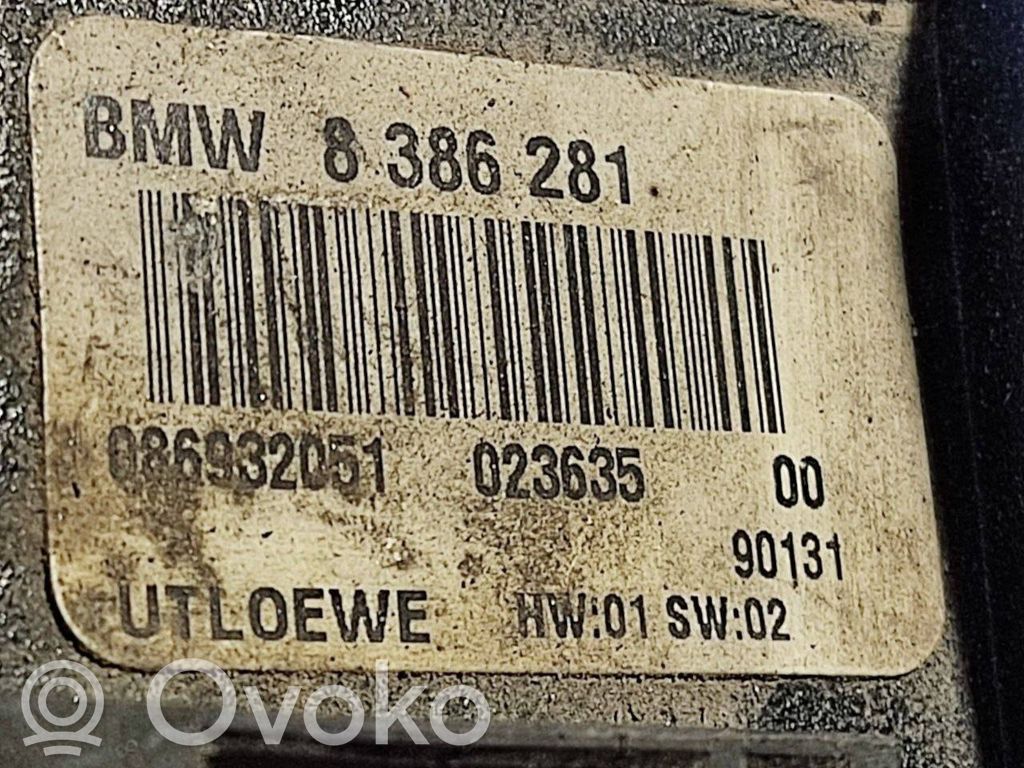 BMW 8 386 281
086932051 023635 00
90131
UTLOEWE HW:01 SW:02
Ovoko